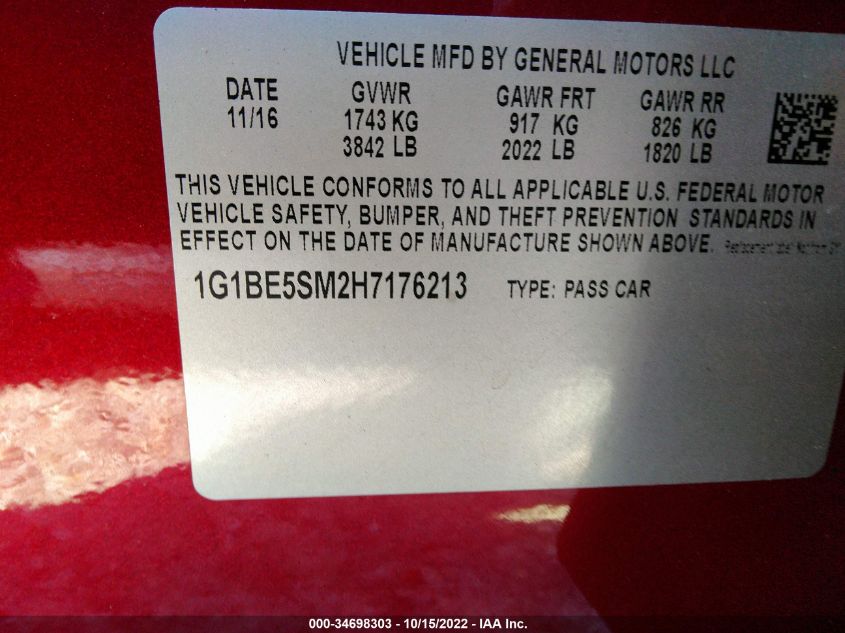 VEHICLE MFD BY GENERAL MOTORS LLC
DATE GVWR GAWR FRT GAWR RR
11/16 1743 KG 917 KG 826 KG
3842 LB 2022 LB 1820 LB
THIS VEHICLE CONFORMS TO ALL APPLICABLE U.S. FEDERAL MOTOR
VEHICLE SAFETY, BUMPER, AND THEFT PREVENTION STANDARDS IN
EFFECT ON THE DATE OF MANUFACTURE SHOWN ABOVE. Replacement label
1G1BE5SM2H7176213 TYPE: PASS CAR
000-34698303 - 10/15/2022 - IAA Inc.